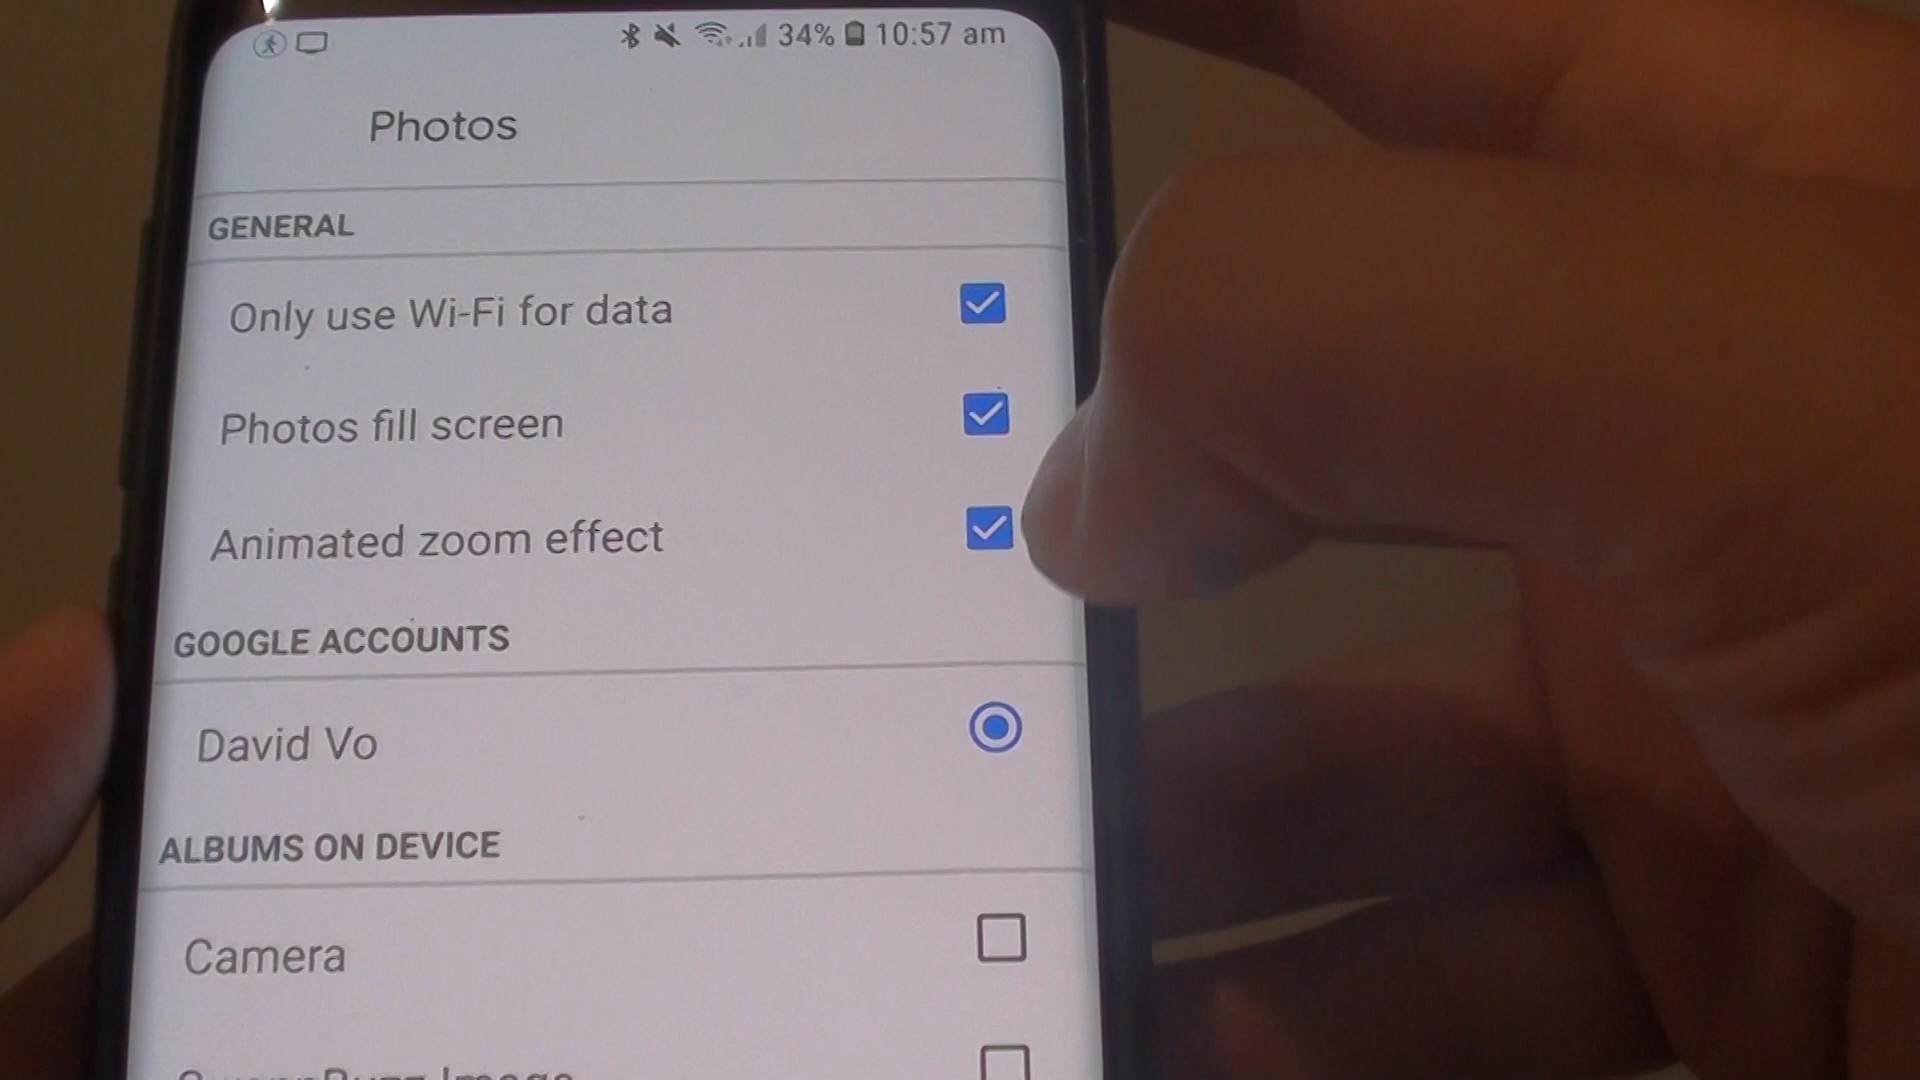 34% 10:57 am
Photos
GENERAL
Only use Wi-Fi for data
Photos fill screen
Animated zoom effect
GOOGLE ACCOUNTS
David Vo
ALBUMS ON DEVICE
Camera
Image